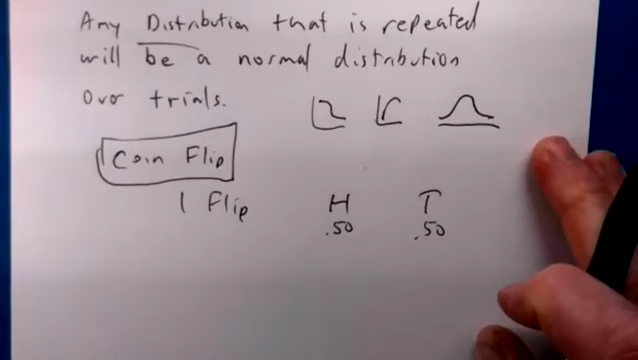 Any Distribution that is repeated
will be a normal distribution
Over trials.
Coin Flip
1 Flip H T
.50 .50